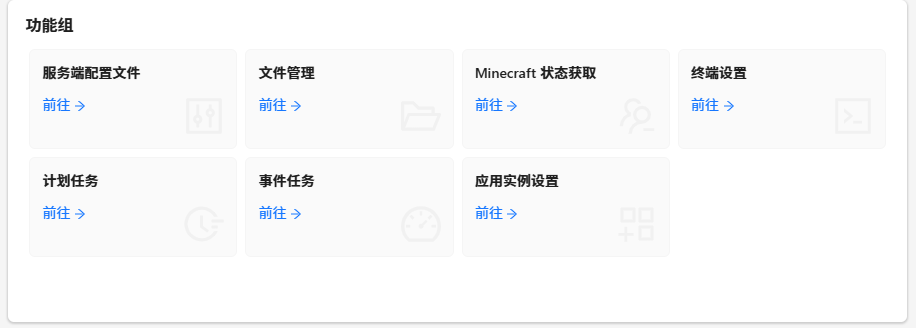 功能组
服务端配置文件
前往
文件管理
前往
Minecraft 状态获取
前往
终端设置
前往
计划任务
前往
事件任务
前往
应用实例设置
前往